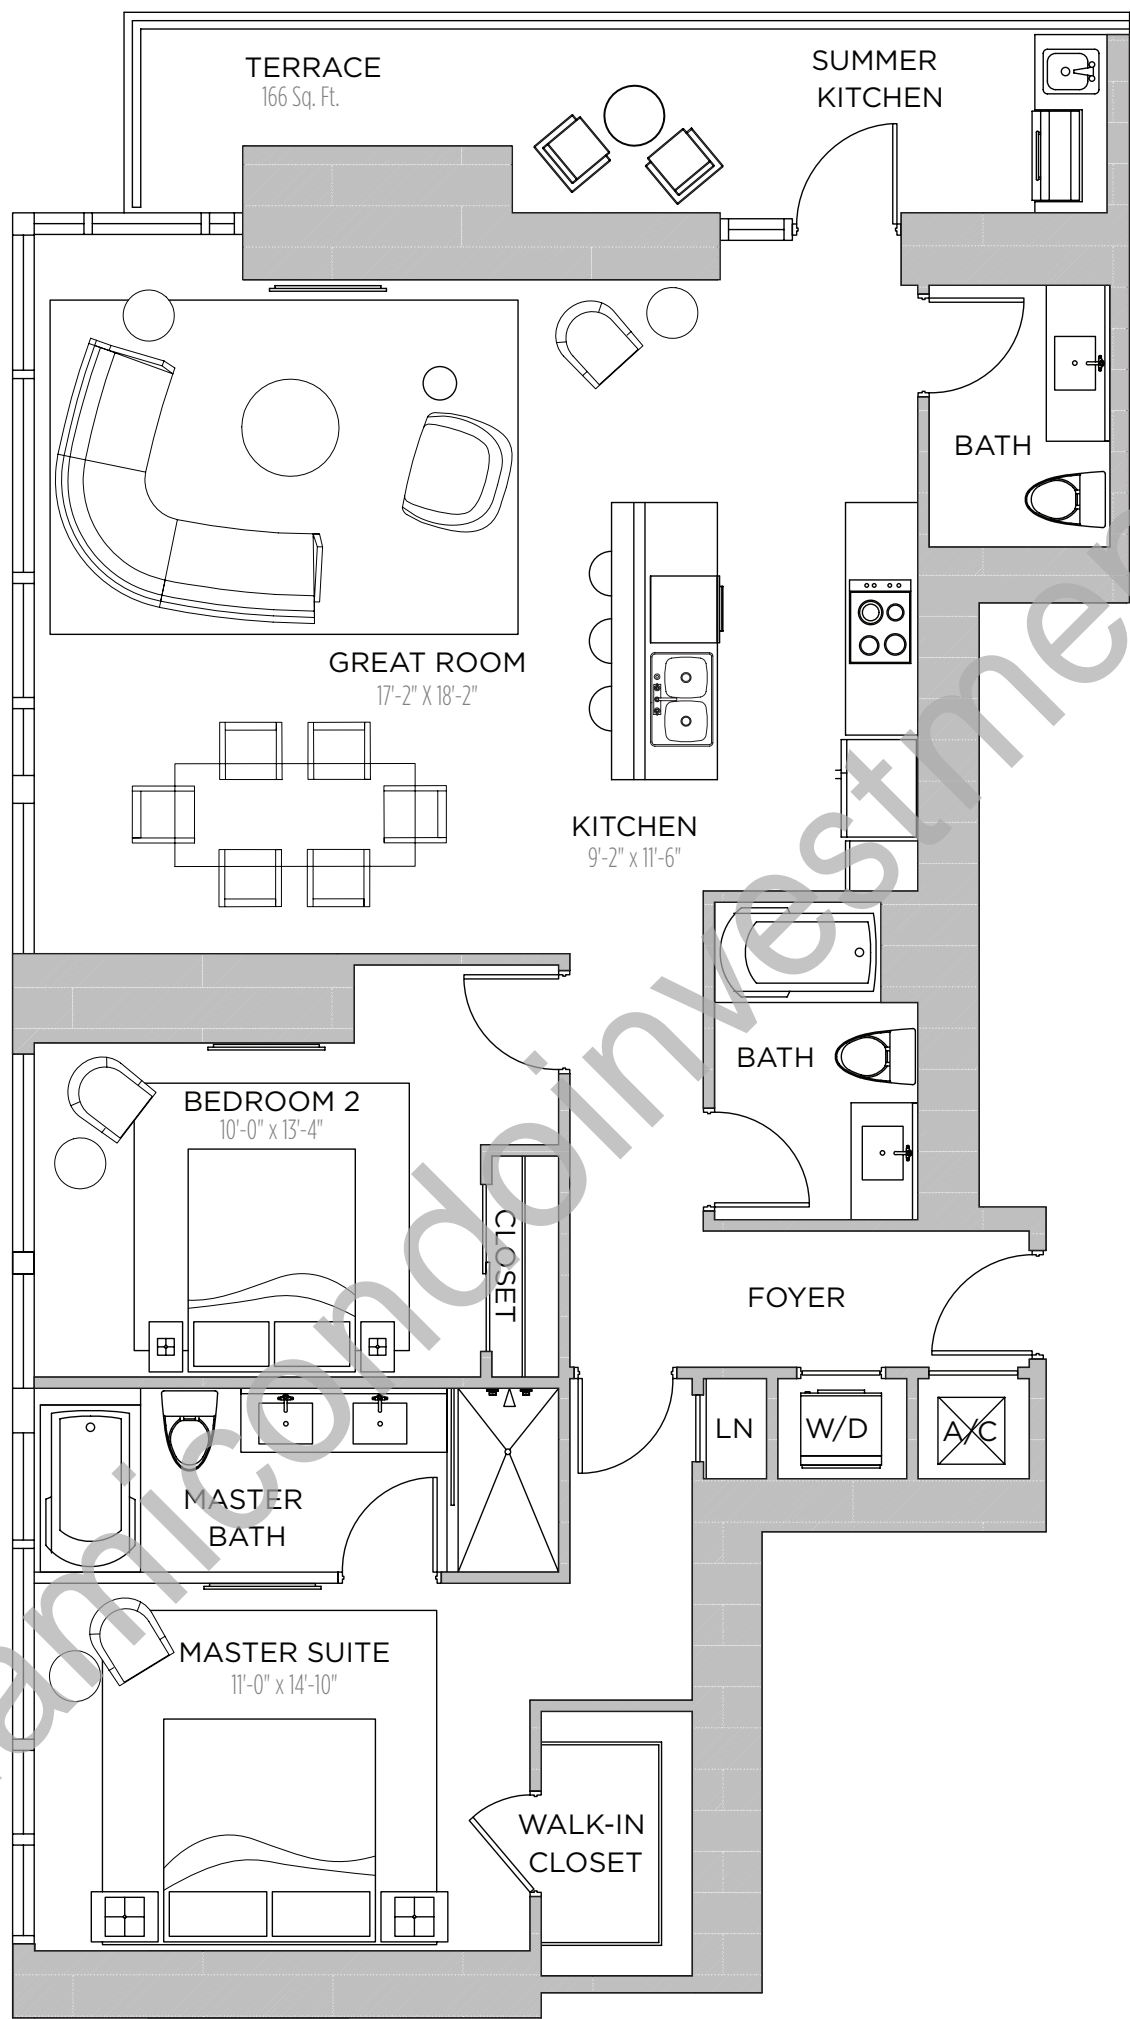 TERRACE
166 Sq. Ft.
SUMMER
KITCHEN
BATH
GREAT ROOM
17'-2" X 18'-2"
KITCHEN
9'-2" x 11'-6"
BATH
BEDROOM 2
10'-0" x 13'-4"
CLOSET
FOYER
LN
W/D
A/C
MASTER
BATH
MASTER SUITE
11'-0" x 14'-10"
WALK-IN
CLOSET
amicondoinvestmen